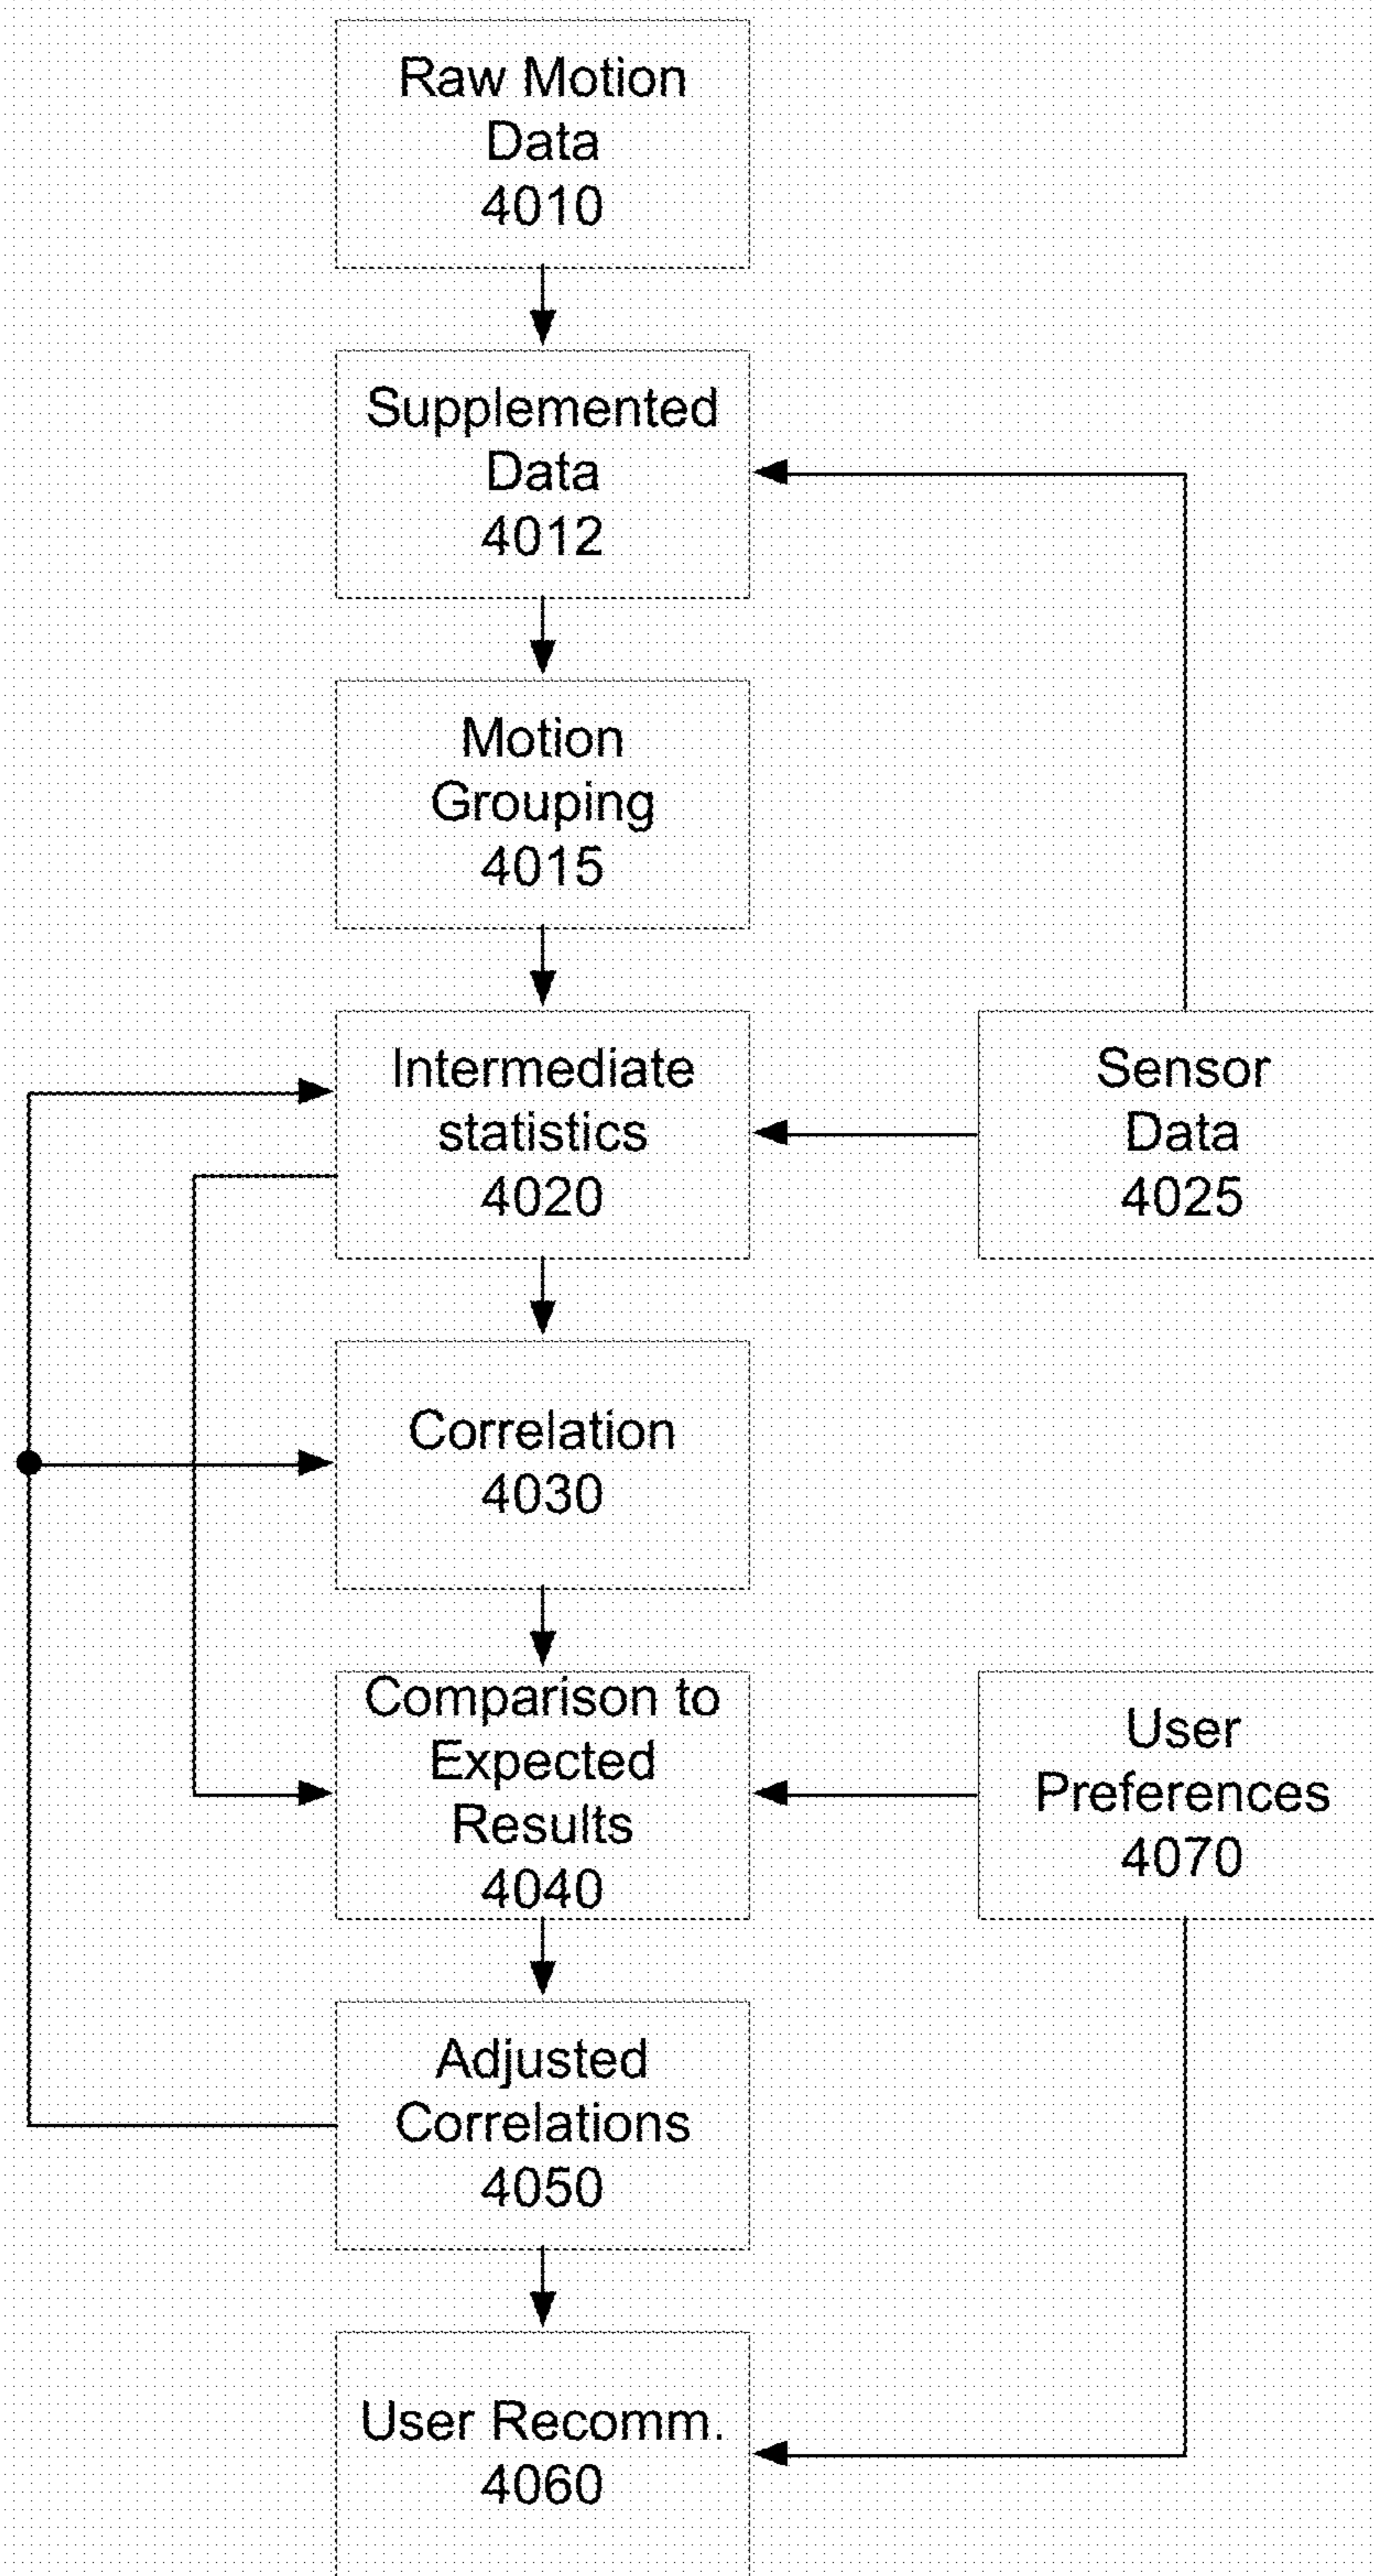 Raw Motion
Data
4010
Supplemented
Data
4012
Motion
Grouping
4015
Intermediate
statistics
4020
Sensor
Data
4025
Correlation
4030
Comparison to
Expected
Results
4040
User
Preferences
4070
Adjusted
Correlations
4050
User Recomm.
4060